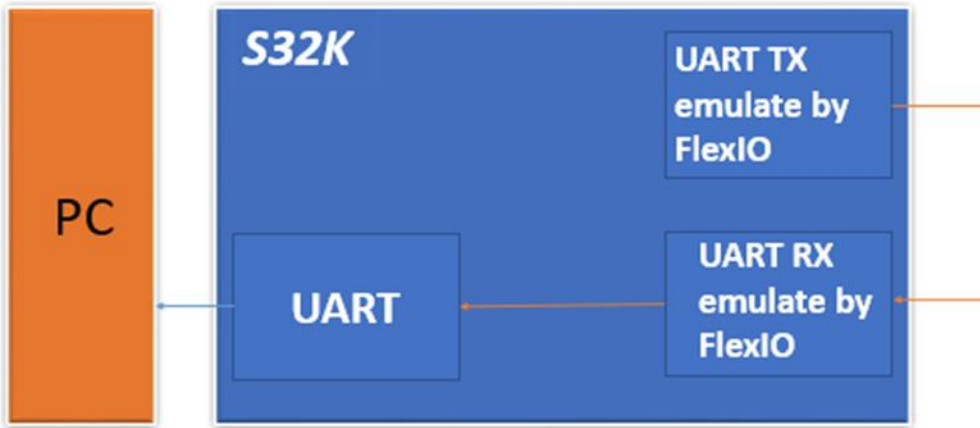 PC
S32K
UART TX
emulate by
FlexIO
UART
UART RX
emulate by
FlexIO